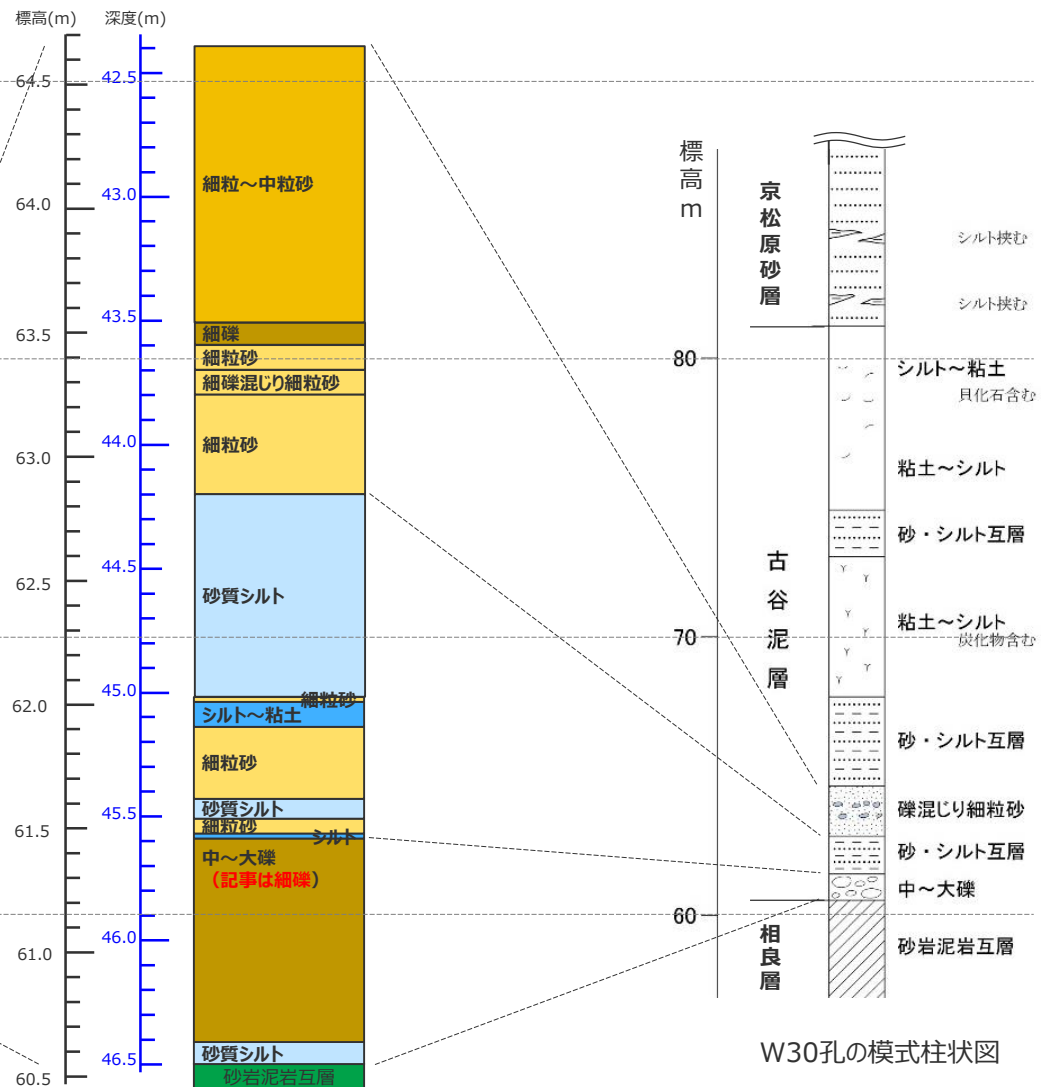 標高(m)
深度(m)
64.5
64.0
63.5
63.0
62.5
62.0
61.5
61.0
60.5
42.5
43.0
43.5
44.0
44.5
45.0
45.5
46.0
46.5
細粒～中粒砂
細礫
細粒砂
細礫混じり細粒砂
細粒砂
砂質シルト
細粒砂
シルト～粘土
細粒砂
砂質シルト
細粒砂
シルト
中～大礫
（記事は細礫）
砂質シルト
砂岩泥岩互層
標高m
80
70
60
京松原砂層
古谷泥層
相良層
シルト挟む
シルト挟む
シルト～粘土
貝化石含む
粘土～シルト
砂・シルト互層
粘土～シルト
炭化物含む
砂・シルト互層
礫混じり細粒砂
砂・シルト互層
中～大礫
砂岩泥岩互層
W30孔の模式柱状図